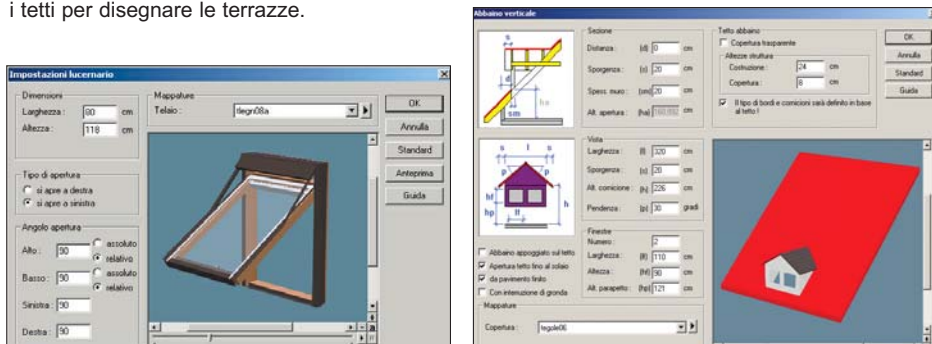 i tetti per disegnare le terrazze.
Impostazioni lucernario
Dimensioni
Larghezza : 80 cm
Altezza : 118 cm
Tipo di apertura
si apre a destra
si apre a sinistra
Angolo apertura
Alto : 90 assoluto
relativo
Basso : 90 assoluto
relativo
Sinistra : 90
Destra : 90
Mappature
Telaio : tlegn08a
OK
Annulla
Standard
Anteprima
Guida
Abbaino verticale
s
d
ha
sm
Sezione
Distanza : (d) 0 cm
Sporgenza : (s) 20 cm
Spess. muro : (sm) 20 cm
Alt. apertura : (ha) cm
Tetto abbaino
Copertura trasparente
Altezze struttura
Costruzione : 24 cm
Copertura : 8 cm
Il tipo di bordi e cornicioni sarà definito in base
al tetto !
OK
Annulla
Standard
Guida
s l s
p p
hf
hp
lf
h
Vista
Larghezza : (l) 320 cm
Sporgenza : (s) 20 cm
Alt. cornicione : 226 cm
Pendenza : (p) 30 gradi
Finestre
Numero : 2
Larghezza : (lf) 110 cm
Altezza : (hf) 90 cm
Alt. parapetto : (hp) 121 cm
Abbaino appoggiato sul tetto
Apertura tetto fino al solaio
da pavimento finito
Con interruzione di gronda
Mappature
Copertura : tegole06